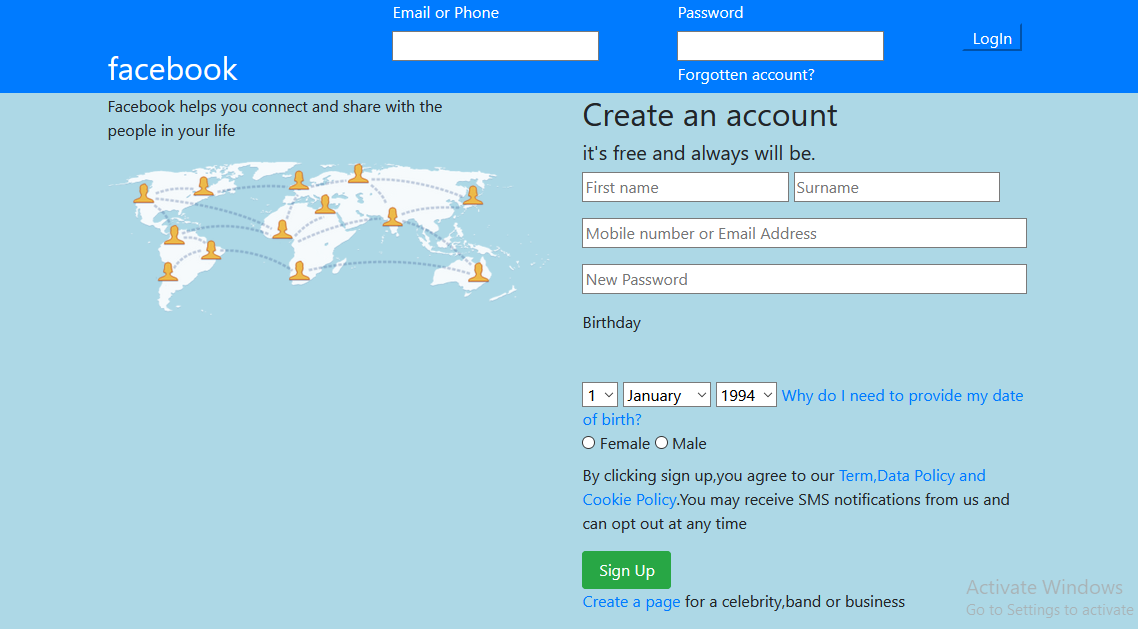 Email or Phone
Password
LogIn
facebook
Forgotten account?
Facebook helps you connect and share with the
people in your life
Create an account
it's free and always will be.
First name
Surname
Mobile number or Email Address
New Password
Birthday
1
January
1994
Why do I need to provide my date
of birth?
Female
Male
By clicking sign up,you agree to our Term,Data Policy and
Cookie Policy.You may receive SMS notifications from us and
can opt out at any time
Sign Up
Create a page for a celebrity,band or business
Activate Windows
Go to Settings to activate